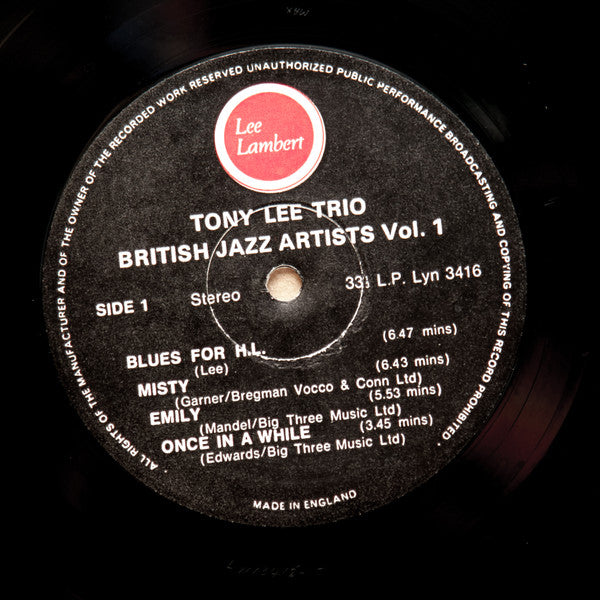 ALL RIGHTS OF THE MANUFACTURER AND OF THE OWNER OF THE RECORDED WORK RESERVED UNAUTHORIZED PUBLIC PERFORMANCE BROADCASTING AND COPYING OF THIS RECORD PROHIBITED
Lee
Lambert
TONY LEE TRIO
BRITISH JAZZ ARTISTS Vol. 1
SIDE 1 Stereo 33⅓ L.P. Lyn 3416
BLUES FOR H.L. (6.47 mins)
(Lee)
MISTY (6.43 mins)
(Garner/Bregman Vocco & Conn Ltd)
EMILY (5.53 mins)
(Mandel/Big Three Music Ltd)
ONCE IN A WHILE (3.45 mins)
(Edwards/Big Three Music Ltd)
MADE IN ENGLAND